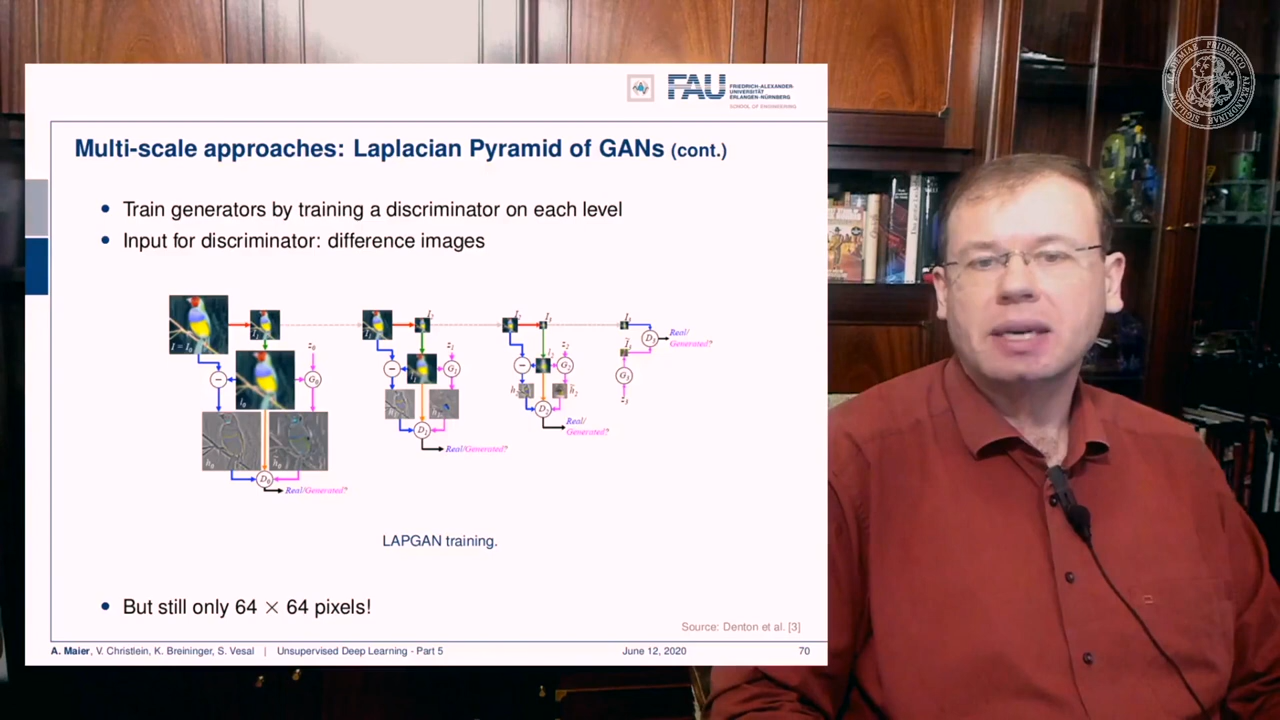 FAU
FRIEDRICH-ALEXANDER-
UNIVERSITÄT
ERLANGEN-NÜRNBERG
SCHOOL OF ENGINEERING
Multi-scale approaches: Laplacian Pyramid of GANs (cont.)
• Train generators by training a discriminator on each level
• Input for discriminator: difference images
Real/
Generated?
Real/
Generated?
Real/Generated?
Real/Generated?
LAPGAN training.
• But still only 64 × 64 pixels!
Source: Denton et al. [3]
A. Maier, V. Christlein, K. Breininger, S. Vesal | Unsupervised Deep Learning - Part 5 June 12, 2020 70